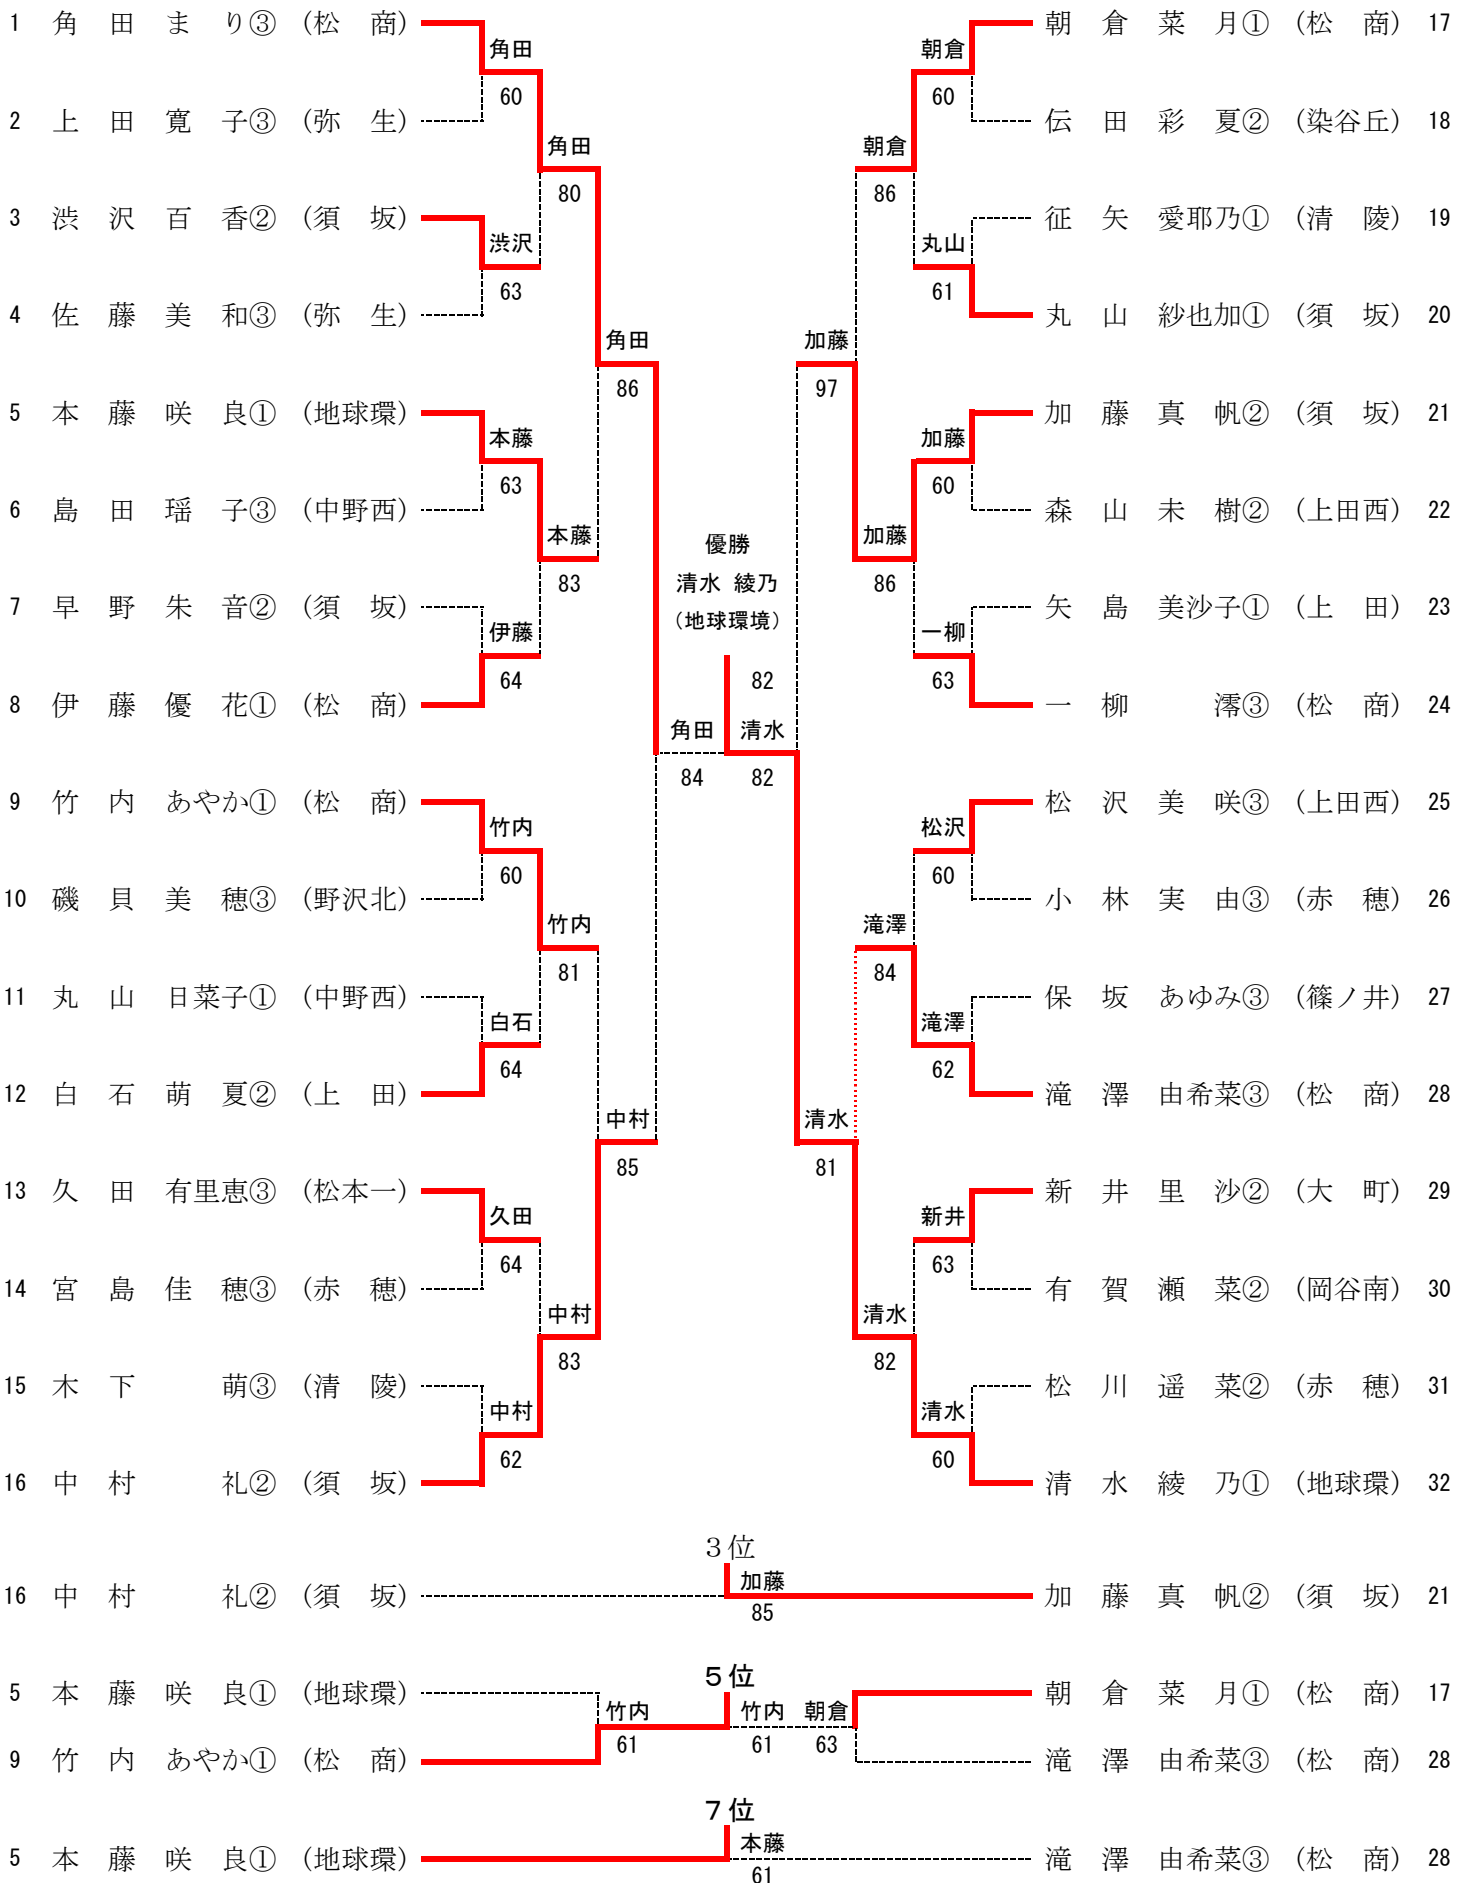 1 角田まり③ (松商) 朝倉菜月① (松商) 17
角田 朝倉
60 60
2 上田寛子③ (弥生) 伝田彩夏② (染谷丘) 18
角田 朝倉
80 86
3 渋沢百香② (須坂) 征矢愛耶乃① (清陵) 19
渋沢 丸山
63 61
4 佐藤美和③ (弥生) 丸山紗也加① (須坂) 20
角田 加藤
86 97
5 本藤咲良① (地球環) 加藤真帆② (須坂) 21
本藤 加藤
63 60
6 島田瑶子③ (中野西) 森山未樹② (上田西) 22
本藤 優勝 加藤
83 清水 綾乃 86
7 早野朱音② (須坂) (地球環境) 矢島美沙子① (上田) 23
伊藤 一柳
64 82 63
8 伊藤優花① (松商) 一柳澪③ (松商) 24
角田 清水
84 82
9 竹内あやか① (松商) 松沢美咲③ (上田西) 25
竹内 松沢
60 60
10 磯貝美穂③ (野沢北) 小林実由③ (赤穂) 26
竹内 滝澤
81 84
11 丸山日菜子① (中野西) 保坂あゆみ③ (篠ノ井) 27
白石 滝澤
64 62
12 白石萌夏② (上田) 滝澤由希菜③ (松商) 28
中村 清水
85 81
13 久田有里恵③ (松本一) 新井里沙② (大町) 29
久田 新井
64 63
14 宮島佳穂③ (赤穂) 有賀瀬菜② (岡谷南) 30
中村 清水
83 82
15 木下萌③ (清陵) 松川遥菜② (赤穂) 31
中村 清水
62 60
16 中村礼② (須坂) 清水綾乃① (地球環) 32
3位
加藤
16 中村礼② (須坂) 加藤真帆② (須坂) 21
85
5位
5 本藤咲良① (地球環) 朝倉菜月① (松商) 17
竹内 竹内 朝倉
61 61 63
9 竹内あやか① (松商) 滝澤由希菜③ (松商) 28
7位
本藤
5 本藤咲良① (地球環) 滝澤由希菜③ (松商) 28
61